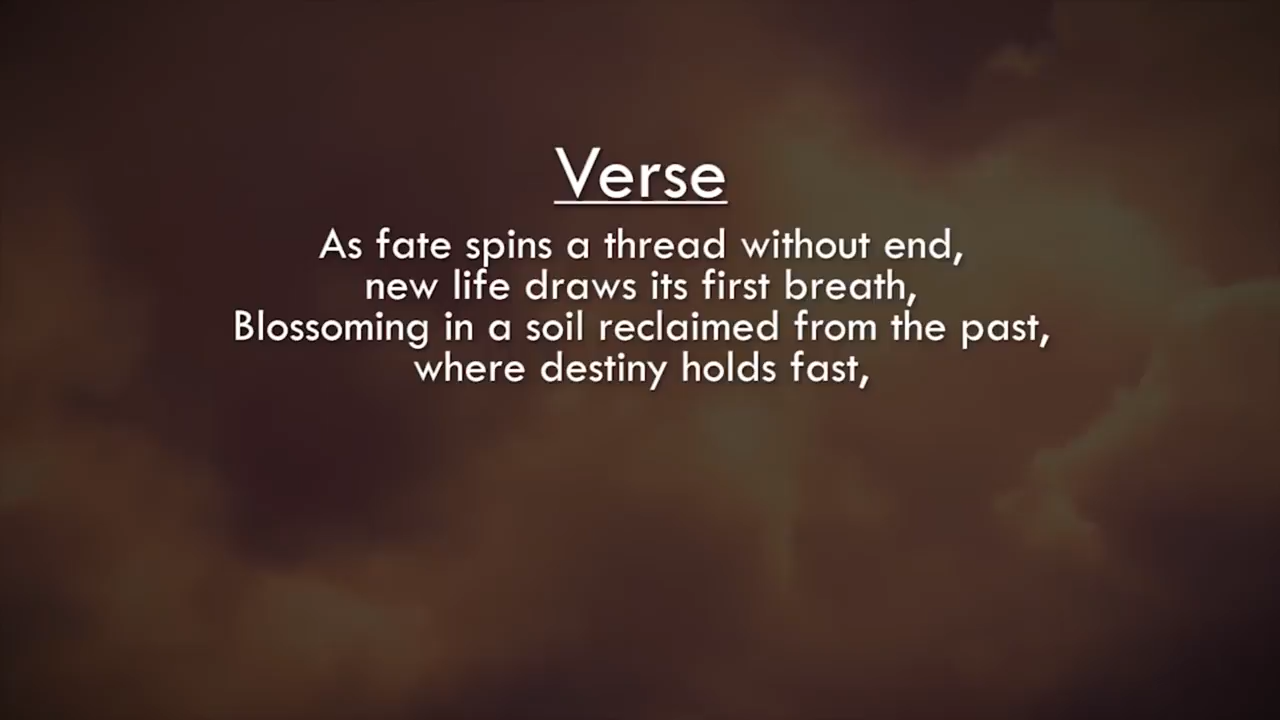 Verse
As fate spins a thread without end,
new life draws its first breath,
Blossoming in a soil reclaimed from the past,
where destiny holds fast,